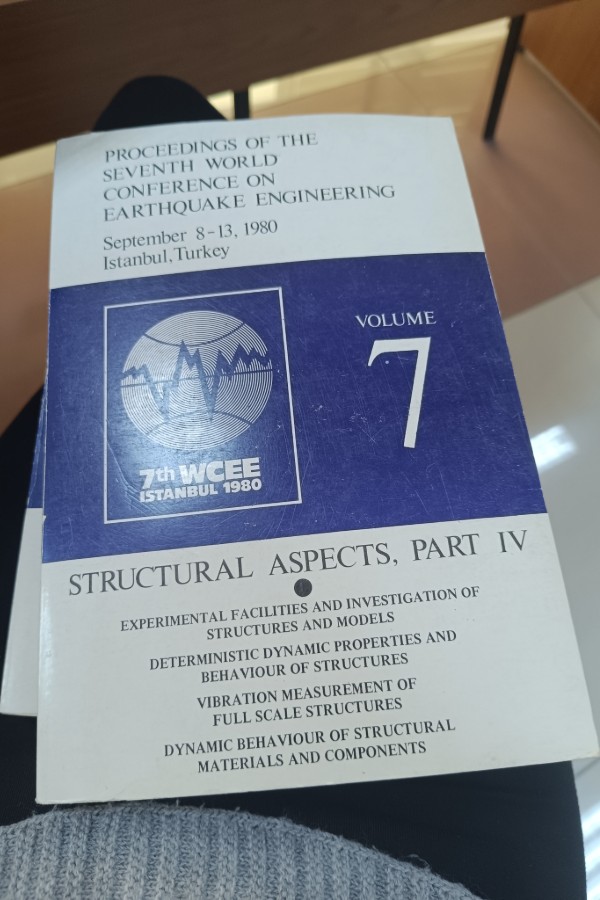 PROCEEDINGS OF THE
SEVENTH WORLD
CONFERENCE ON
EARTHQUAKE ENGINEERING
September 8-13, 1980
Istanbul, Turkey
VOLUME
7
7th WCEE
ISTANBUL 1980
STRUCTURAL ASPECTS, PART IV
EXPERIMENTAL FACILITIES AND INVESTIGATION OF
STRUCTURES AND MODELS
DETERMINISTIC DYNAMIC PROPERTIES AND
BEHAVIOUR OF STRUCTURES
VIBRATION MEASUREMENT OF
FULL SCALE STRUCTURES
DYNAMIC BEHAVIOUR OF STRUCTURAL
MATERIALS AND COMPONENTS